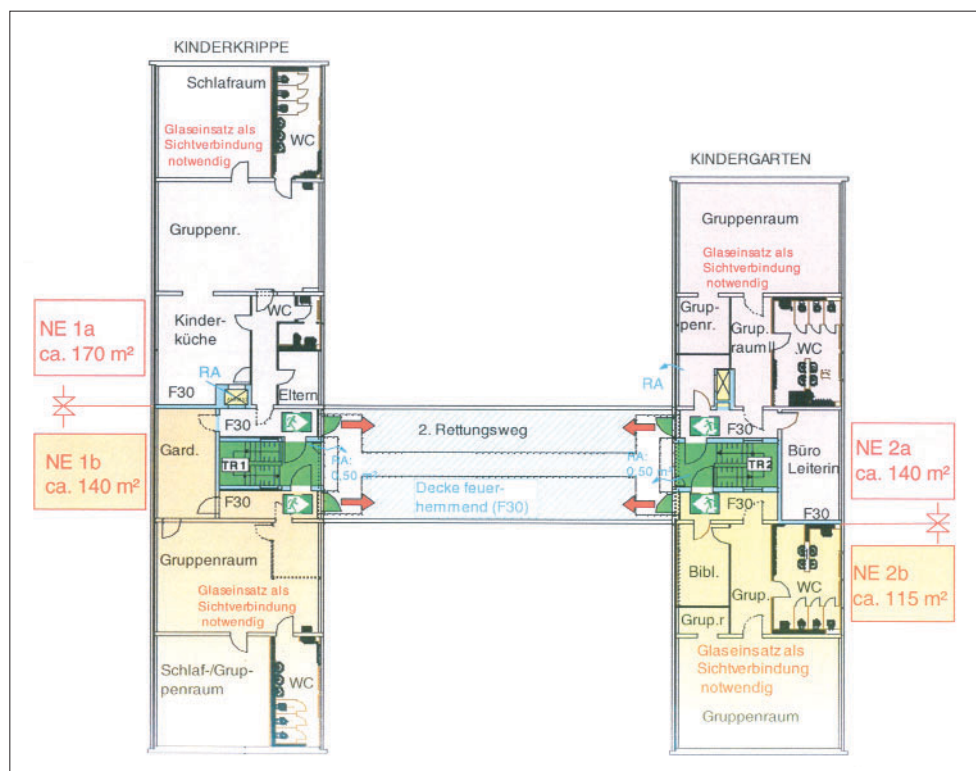 KINDERKRIPPE
Schlafraum
Glaseinsatz als
Sichtverbindung
notwendig
WC
Gruppenr.
WC
Kinder-
küche
RA
F30
Eltern
NE 1a
ca. 170 m²
NE 1b
ca. 140 m²
Gard.
F30
TR1
F30
RA:
0,50 m²
Gruppenraum
Glaseinsatz als
Sichtverbindung
notwendig
Schlaf-/Grup-
penraum
WC
2. Rettungsweg
Decke feuer-
hemmend (F30)
KINDERGARTEN
Gruppenraum
Glaseinsatz als
Sichtverbindung
notwendig
Grup-
penr.
Grup.
raum II
WC
RA
F30
RA:
0,50 m²
TR2
Büro
Leiterin
F30
F30
NE 2a
ca. 140 m²
NE 2b
ca. 115 m²
Bibl.
Grup.
WC
Grup.r
Glaseinsatz als
Sichtverbindung
notwendig
Gruppenraum